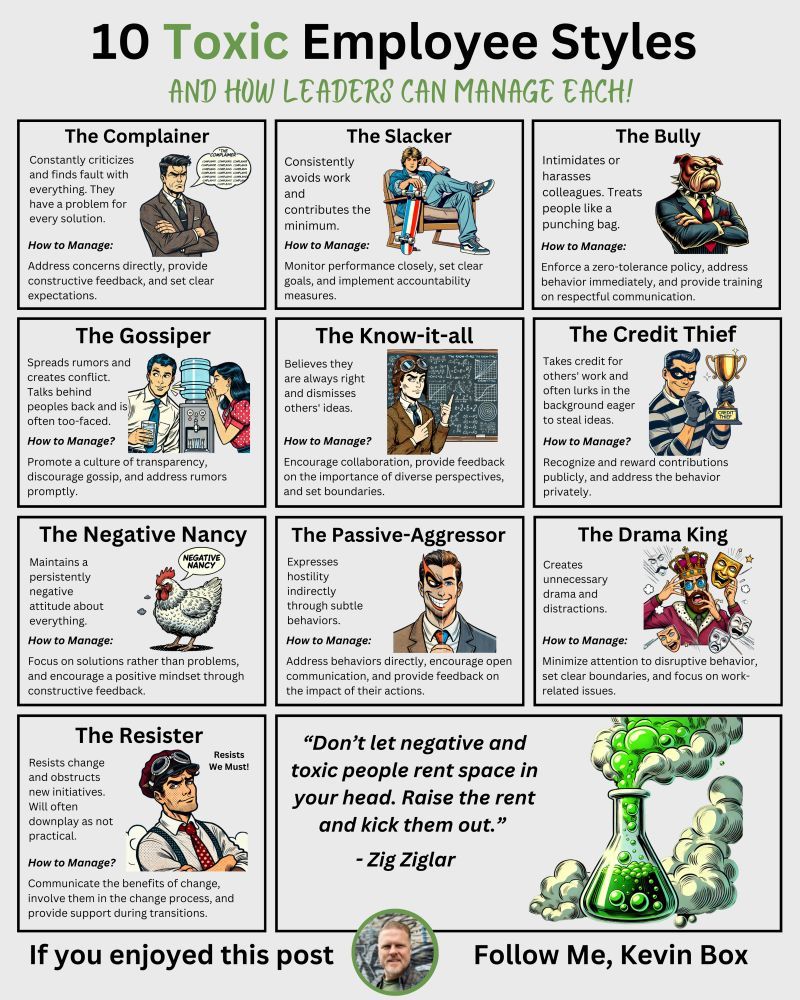 10 Toxic Employee Styles
AND HOW LEADERS CAN MANAGE EACH!
The Complainer
Constantly criticizes
and finds fault with
everything. They
have a problem for
every solution.
"THE
COMPLAINER"
How to Manage:
Address concerns directly, provide
constructive feedback, and set clear
expectations.
The Slacker
Consistently
avoids work
and
contributes the
minimum.
How to Manage:
Monitor performance closely, set clear
goals, and implement accountability
measures.
The Bully
Intimidates or
harasses
colleagues. Treats
people like a
punching bag.
How to Manage:
Enforce a zero-tolerance policy, address
behavior immediately, and provide training
on respectful communication.
The Gossiper
Spreads rumors and
creates conflict.
Talks behind
peoples back and is
often too-faced.
How to Manage?
Promote a culture of transparency,
discourage gossip, and address rumors
promptly.
The Know-it-all
Believes they
are always right
and dismisses
others' ideas.
How to Manage:
Encourage collaboration, provide feedback
on the importance of diverse perspectives,
and set boundaries.
The Credit Thief
Takes credit for
others' work and
often lurks in the
background eager
to steal ideas.
CREDIT
THIEF
How to Manage?
Recognize and reward contributions
publicly, and address the behavior
privately.
The Negative Nancy
Maintains a
persistently
negative
attitude about
everything.
NEGATIVE
NANCY
How to Manage:
Focus on solutions rather than problems,
and encourage a positive mindset through
constructive feedback.
The Passive-Aggressor
Expresses
hostility
indirectly
through subtle
behaviors.
How to Manage:
Address behaviors directly, encourage open
communication, and provide feedback on
the impact of their actions.
The Drama King
Creates
unnecessary
drama and
distractions.
How to Manage:
Minimize attention to disruptive behavior,
set clear boundaries, and focus on work-
related issues.
The Resister
Resists change
and obstructs
new initiatives.
Will often
downplay as not
practical.
Resists
We Must!
How to Manage?
Communicate the benefits of change,
involve them in the change process, and
provide support during transitions.
“Don’t let negative and
toxic people rent space in
your head. Raise the rent
and kick them out.”
- Zig Ziglar
If you enjoyed this post
Follow Me, Kevin Box